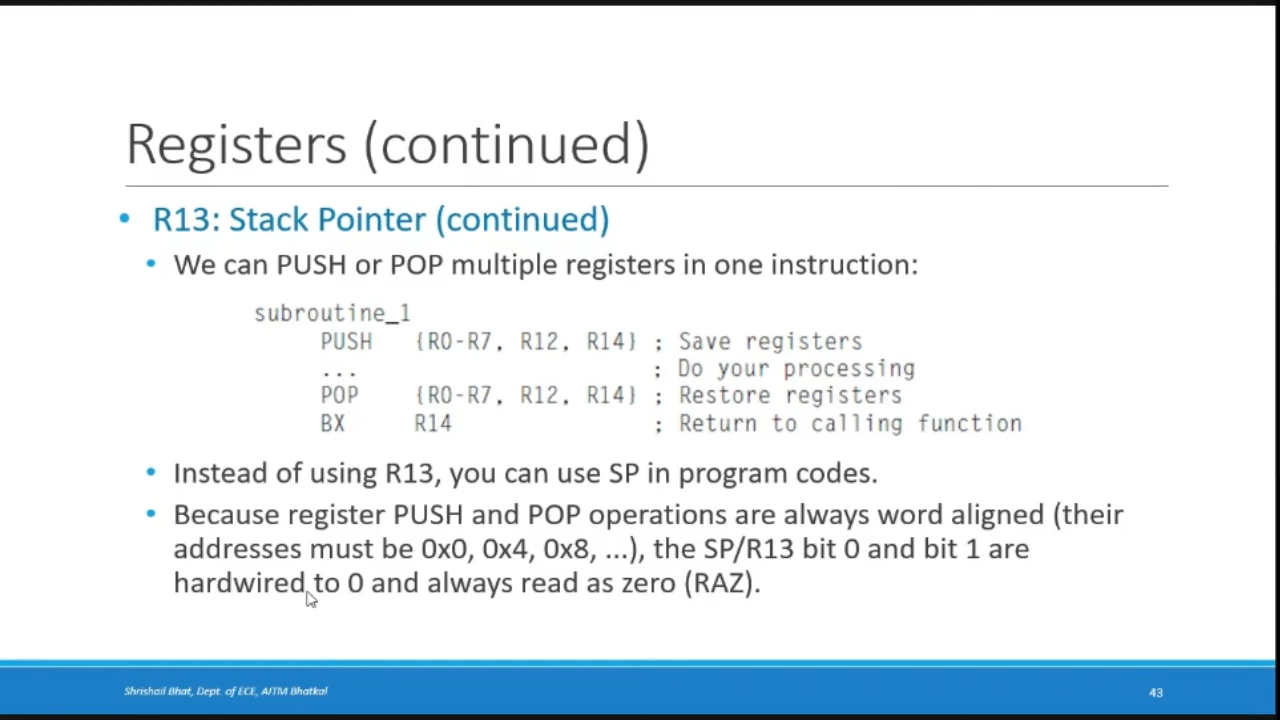 Registers (continued)
• R13: Stack Pointer (continued)
• We can PUSH or POP multiple registers in one instruction:
subroutine_1
PUSH {R0-R7, R12, R14} ; Save registers
... ; Do your processing
POP {R0-R7, R12, R14} ; Restore registers
BX R14 ; Return to calling function
• Instead of using R13, you can use SP in program codes.
• Because register PUSH and POP operations are always word aligned (their
addresses must be 0x0, 0x4, 0x8, ...), the SP/R13 bit 0 and bit 1 are
hardwired to 0 and always read as zero (RAZ).
Shrishail Bhat, Dept. of ECE, AITM Bhatkal
43